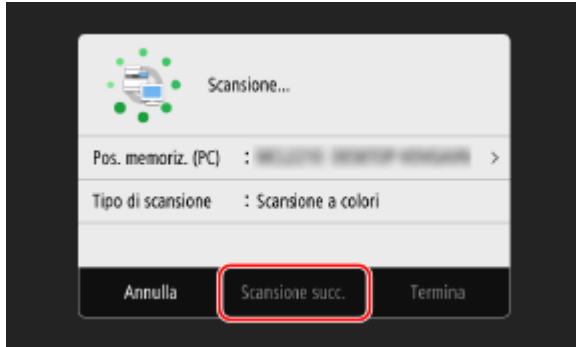 Scansione...
Pos. memoriz. (PC) : >
Tipo di scansione : Scansione a colori
Annulla Scansione succ. Termina